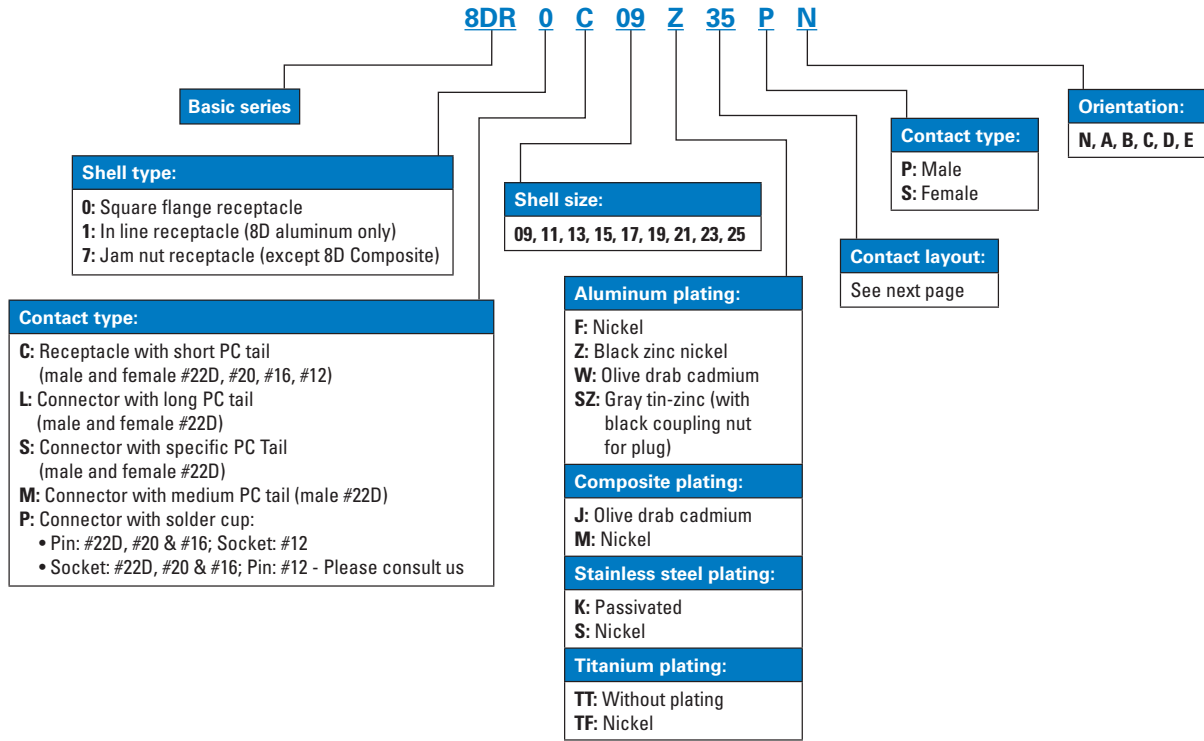 8DR 0 C 09 Z 35 P N
Basic series
Shell type:
0: Square flange receptacle
1: In line receptacle (8D aluminum only)
7: Jam nut receptacle (except 8D Composite)
Contact type:
C: Receptacle with short PC tail
(male and female #22D, #20, #16, #12)
L: Connector with long PC tail
(male and female #22D)
S: Connector with specific PC Tail
(male and female #22D)
M: Connector with medium PC tail (male #22D)
P: Connector with solder cup:
• Pin: #22D, #20 & #16; Socket: #12
• Socket: #22D, #20 & #16; Pin: #12 - Please consult us
Shell size:
09, 11, 13, 15, 17, 19, 21, 23, 25
Aluminum plating:
F: Nickel
Z: Black zinc nickel
W: Olive drab cadmium
SZ: Gray tin-zinc (with
black coupling nut
for plug)
Composite plating:
J: Olive drab cadmium
M: Nickel
Stainless steel plating:
K: Passivated
S: Nickel
Titanium plating:
TT: Without plating
TF: Nickel
Contact layout:
See next page
Contact type:
P: Male
S: Female
Orientation:
N, A, B, C, D, E